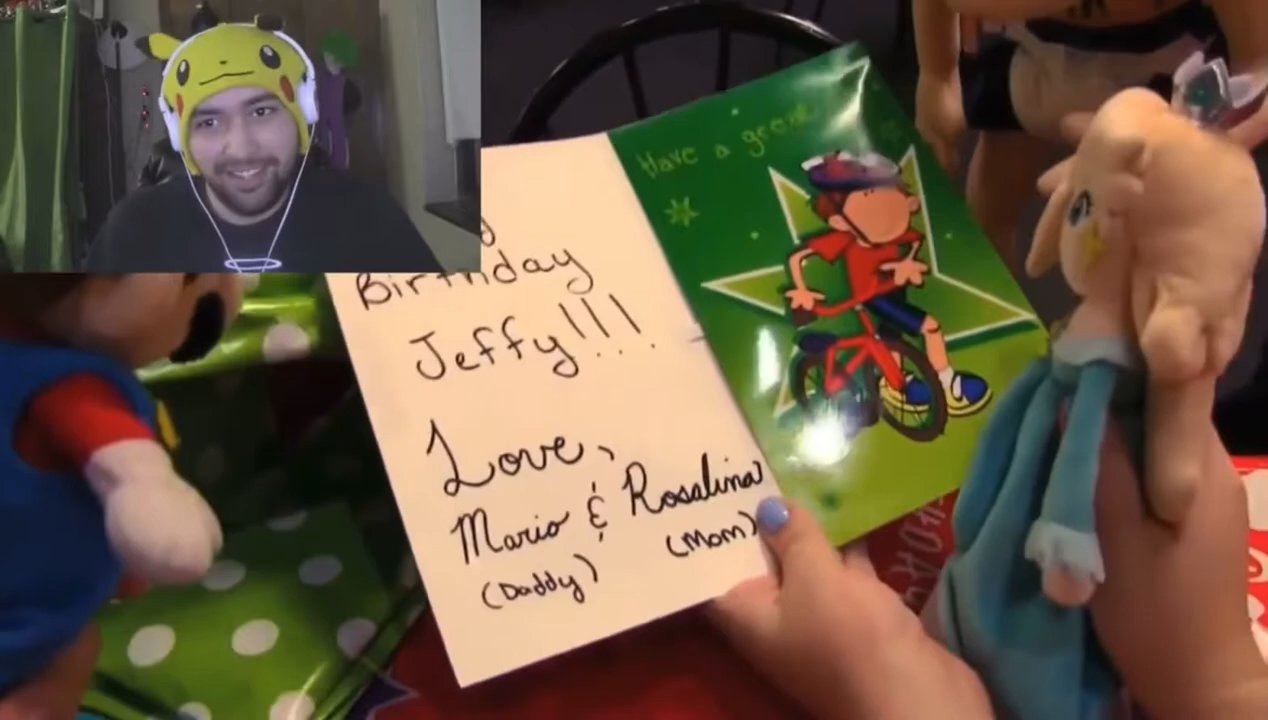 Birthday
Jeffy!!!
Love,
Mario & Rosalina
(Daddy) (Mom)
Have a great